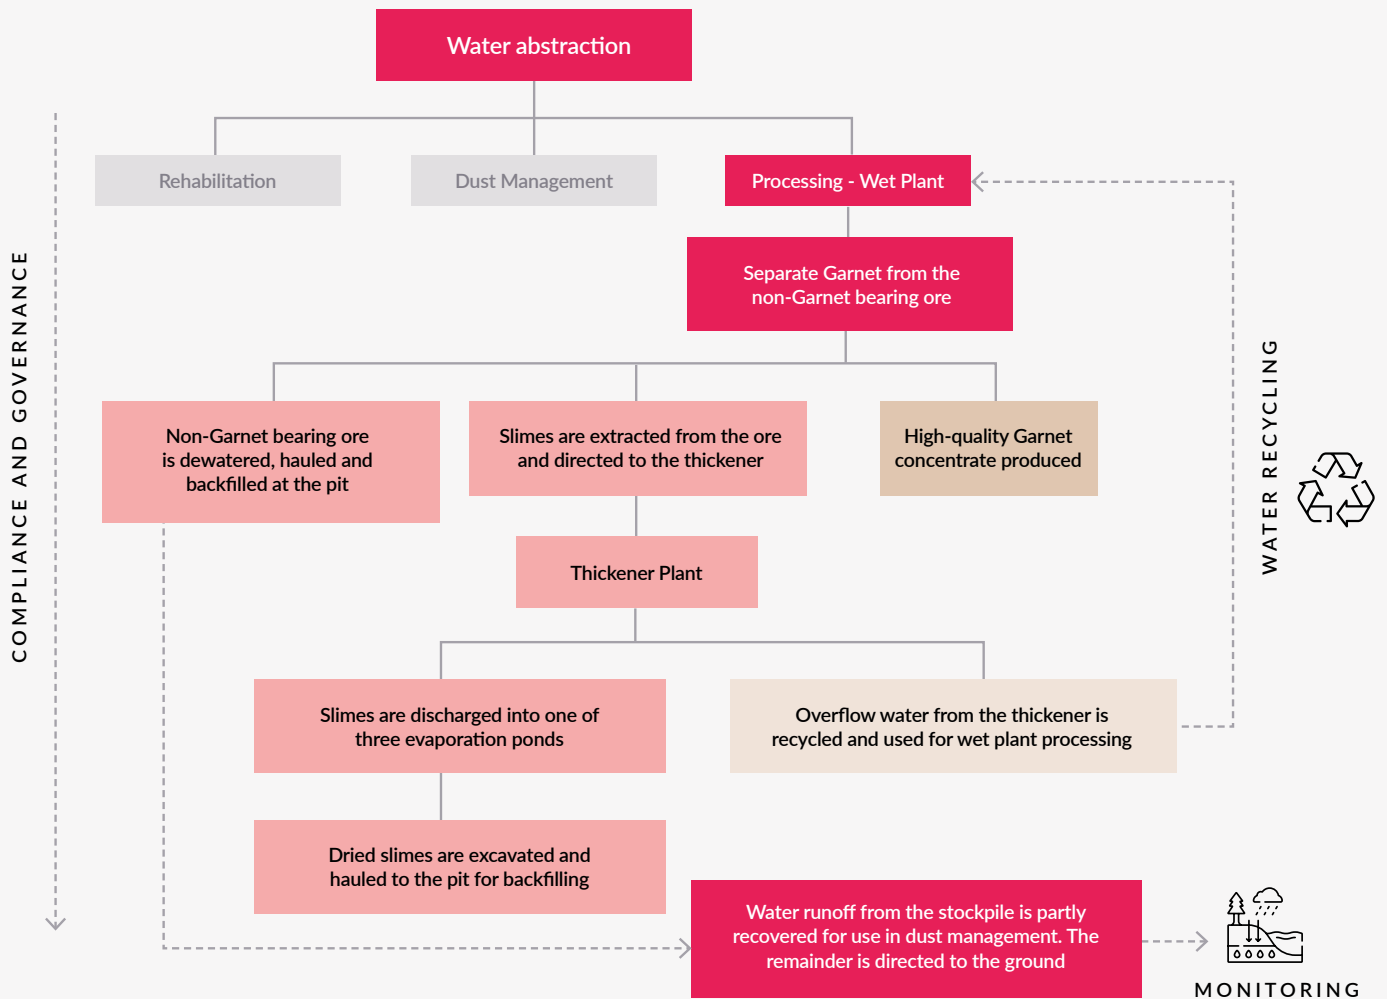 Water abstraction
Rehabilitation
Dust Management
Processing - Wet Plant
Separate Garnet from the
non-Garnet bearing ore
COMPLIANCE AND GOVERNANCE
WATER RECYCLING
Non-Garnet bearing ore
is dewatered, hauled and
backfilled at the pit
Slimes are extracted from the ore
and directed to the thickener
High-quality Garnet
concentrate produced
Thickener Plant
Slimes are discharged into one of
three evaporation ponds
Overflow water from the thickener is
recycled and used for wet plant processing
Dried slimes are excavated and
hauled to the pit for backfilling
Water runoff from the stockpile is partly
recovered for use in dust management. The
remainder is directed to the ground
MONITORING